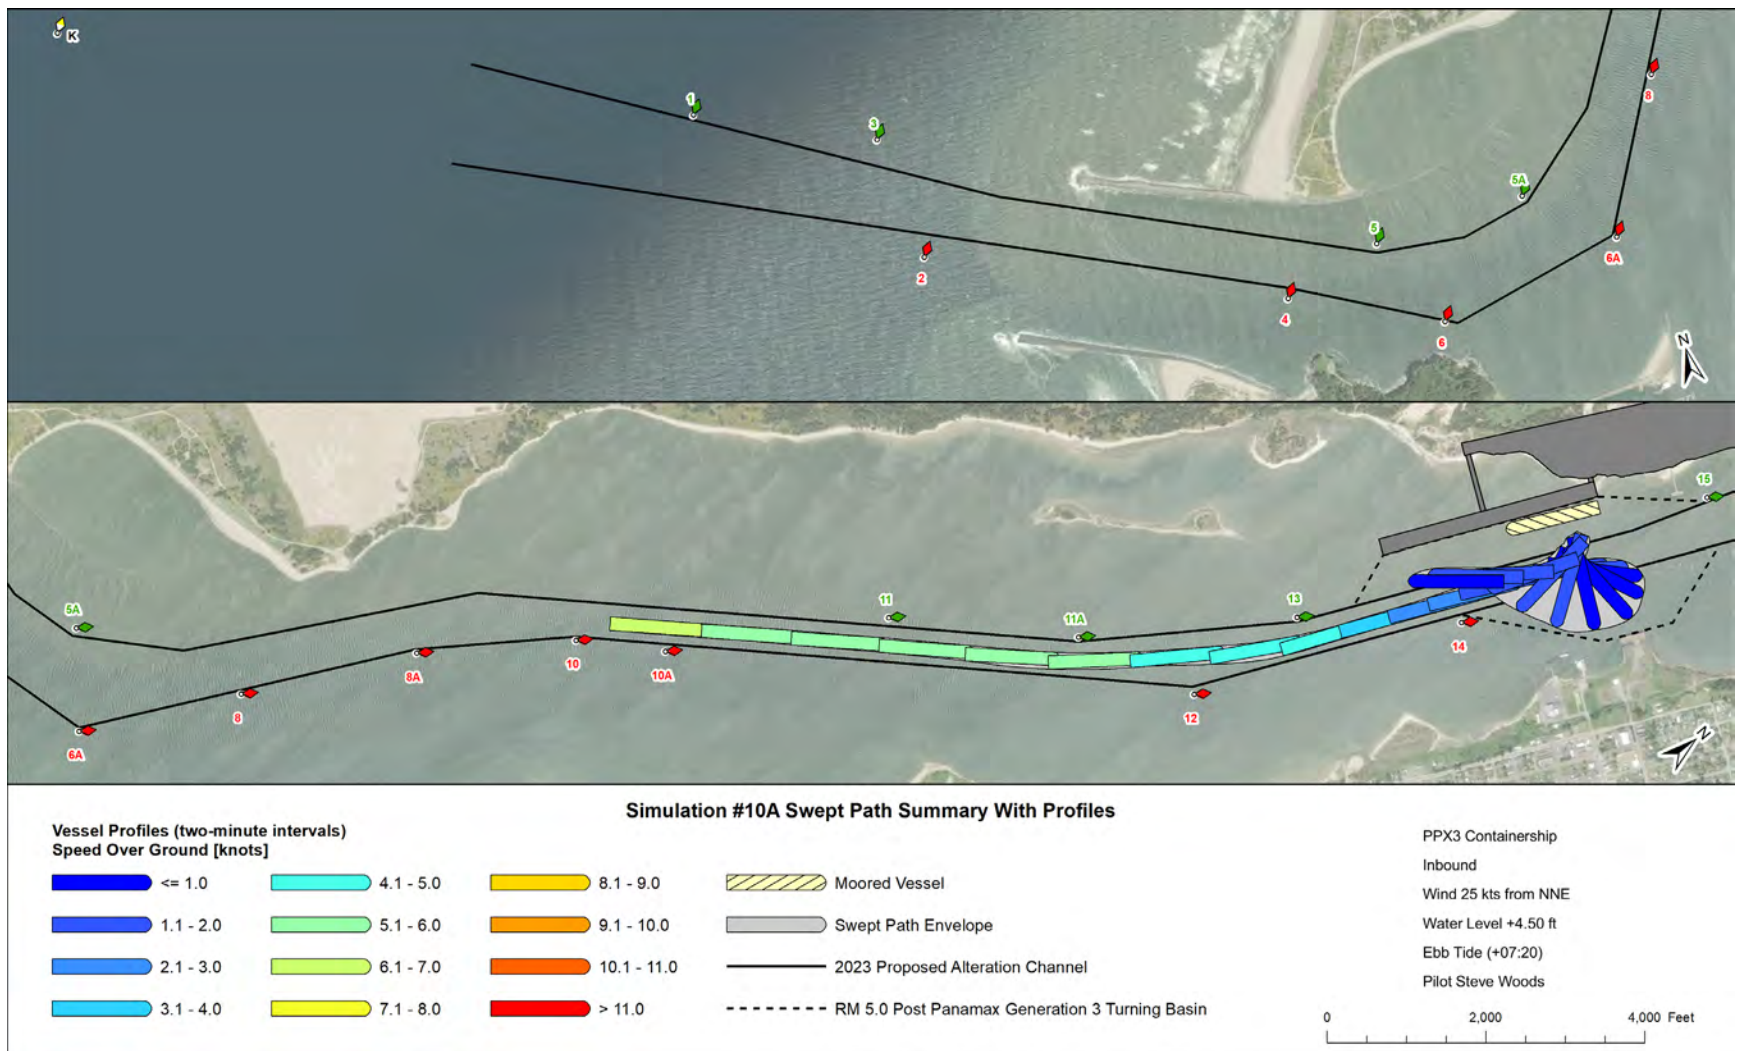 K
1
3
5
5A
8
6A
2
4
6
N
5A
11
11A
13
15
10
10A
8A
8
6A
12
14
N
Simulation #10A Swept Path Summary With Profiles
Vessel Profiles (two-minute intervals)
Speed Over Ground [knots]
<= 1.0
1.1 - 2.0
2.1 - 3.0
3.1 - 4.0
4.1 - 5.0
5.1 - 6.0
6.1 - 7.0
7.1 - 8.0
8.1 - 9.0
9.1 - 10.0
10.1 - 11.0
> 11.0
Moored Vessel
Swept Path Envelope
2023 Proposed Alteration Channel
RM 5.0 Post Panamax Generation 3 Turning Basin
PPX3 Containership
Inbound
Wind 25 kts from NNE
Water Level +4.50 ft
Ebb Tide (+07:20)
Pilot Steve Woods
0 2,000 4,000 Feet